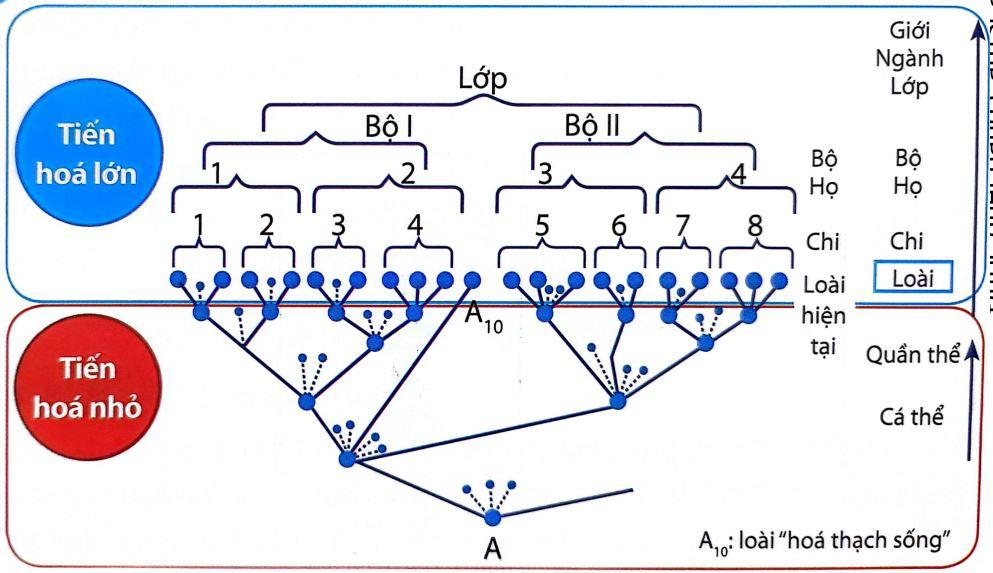 Giới
Ngành
Lớp
Lớp
Tiến
hoá lớn
Bộ I
Bộ II
1
2
3
4
Bộ
Họ
Bộ
Họ
1
2
3
4
5
6
7
8
Chi
Chi
Loài
hiện
tại
Loài
A10
Tiến
hoá nhỏ
Quần thể
Cá thể
A
A10: loài "hoá thạch sống"